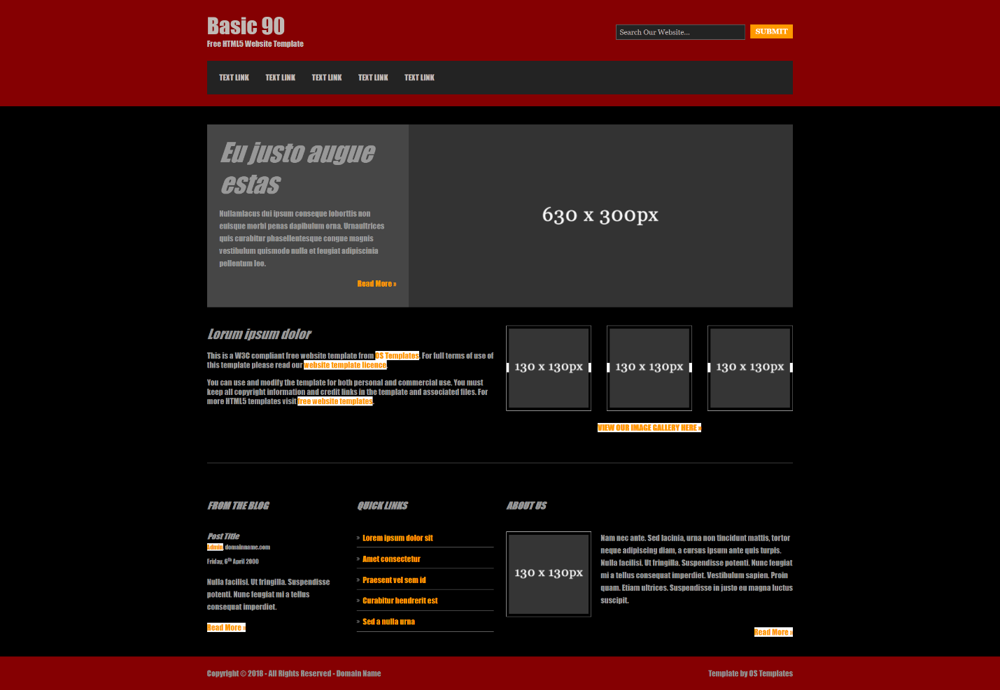 Basic 90
Free HTML5 Website Template
Search Our Website...
SUBMIT
TEXT LINK
TEXT LINK
TEXT LINK
TEXT LINK
TEXT LINK
Eu justo augue
estas
Nullamlacus dui ipsum conseque loborttis non
euisque morbi penas dapibulum orna. Urnaultrices
quis curabitur phasellentesque congue magnis
vestibulum quismodo nulla et feugiat adipiscinia
pellentum leo.
Read More »
630 x 300px
Lorum ipsum dolor
This is a W3C compliant free website template from OS Templates. For full terms of use of
this template please read our website template licence.
You can use and modify the template for both personal and commercial use. You must
keep all copyright information and credit links in the template and associated files. For
more HTML5 templates visit free website templates.
130 x 130px
130 x 130px
130 x 130px
VIEW OUR IMAGE GALLERY HERE »
FROM THE BLOG
Post Title
Admin, domainname.com
Friday, 6th April 2000
Nulla facilisi. Ut fringilla. Suspendisse
potenti. Nunc feugiat mi a tellus
consequat imperdiet.
Read More »
QUICK LINKS
» Lorem ipsum dolor sit
» Amet consectetur
» Praesent vel sem id
» Curabitur hendrerit est
» Sed a nulla urna
ABOUT US
130 x 130px
Nam nec ante. Sed lacinia, urna non tincidunt mattis, tortor
neque adipiscing diam, a cursus ipsum ante quis turpis.
Nulla facilisi. Ut fringilla. Suspendisse potenti. Nunc feugiat
mi a tellus consequat imperdiet. Vestibulum sapien. Proin
quam. Etiam ultrices. Suspendisse in justo eu magna luctus
suscipit.
Read More »
Copyright © 2018 - All Rights Reserved - Domain Name
Template by OS Templates